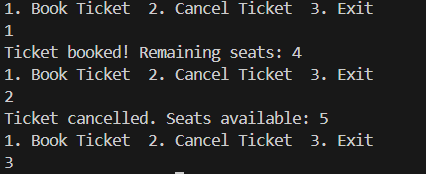 1. Book Ticket  2. Cancel Ticket  3. Exit
1
Ticket booked! Remaining seats: 4
1. Book Ticket  2. Cancel Ticket  3. Exit
2
Ticket cancelled. Seats available: 5
1. Book Ticket  2. Cancel Ticket  3. Exit
3